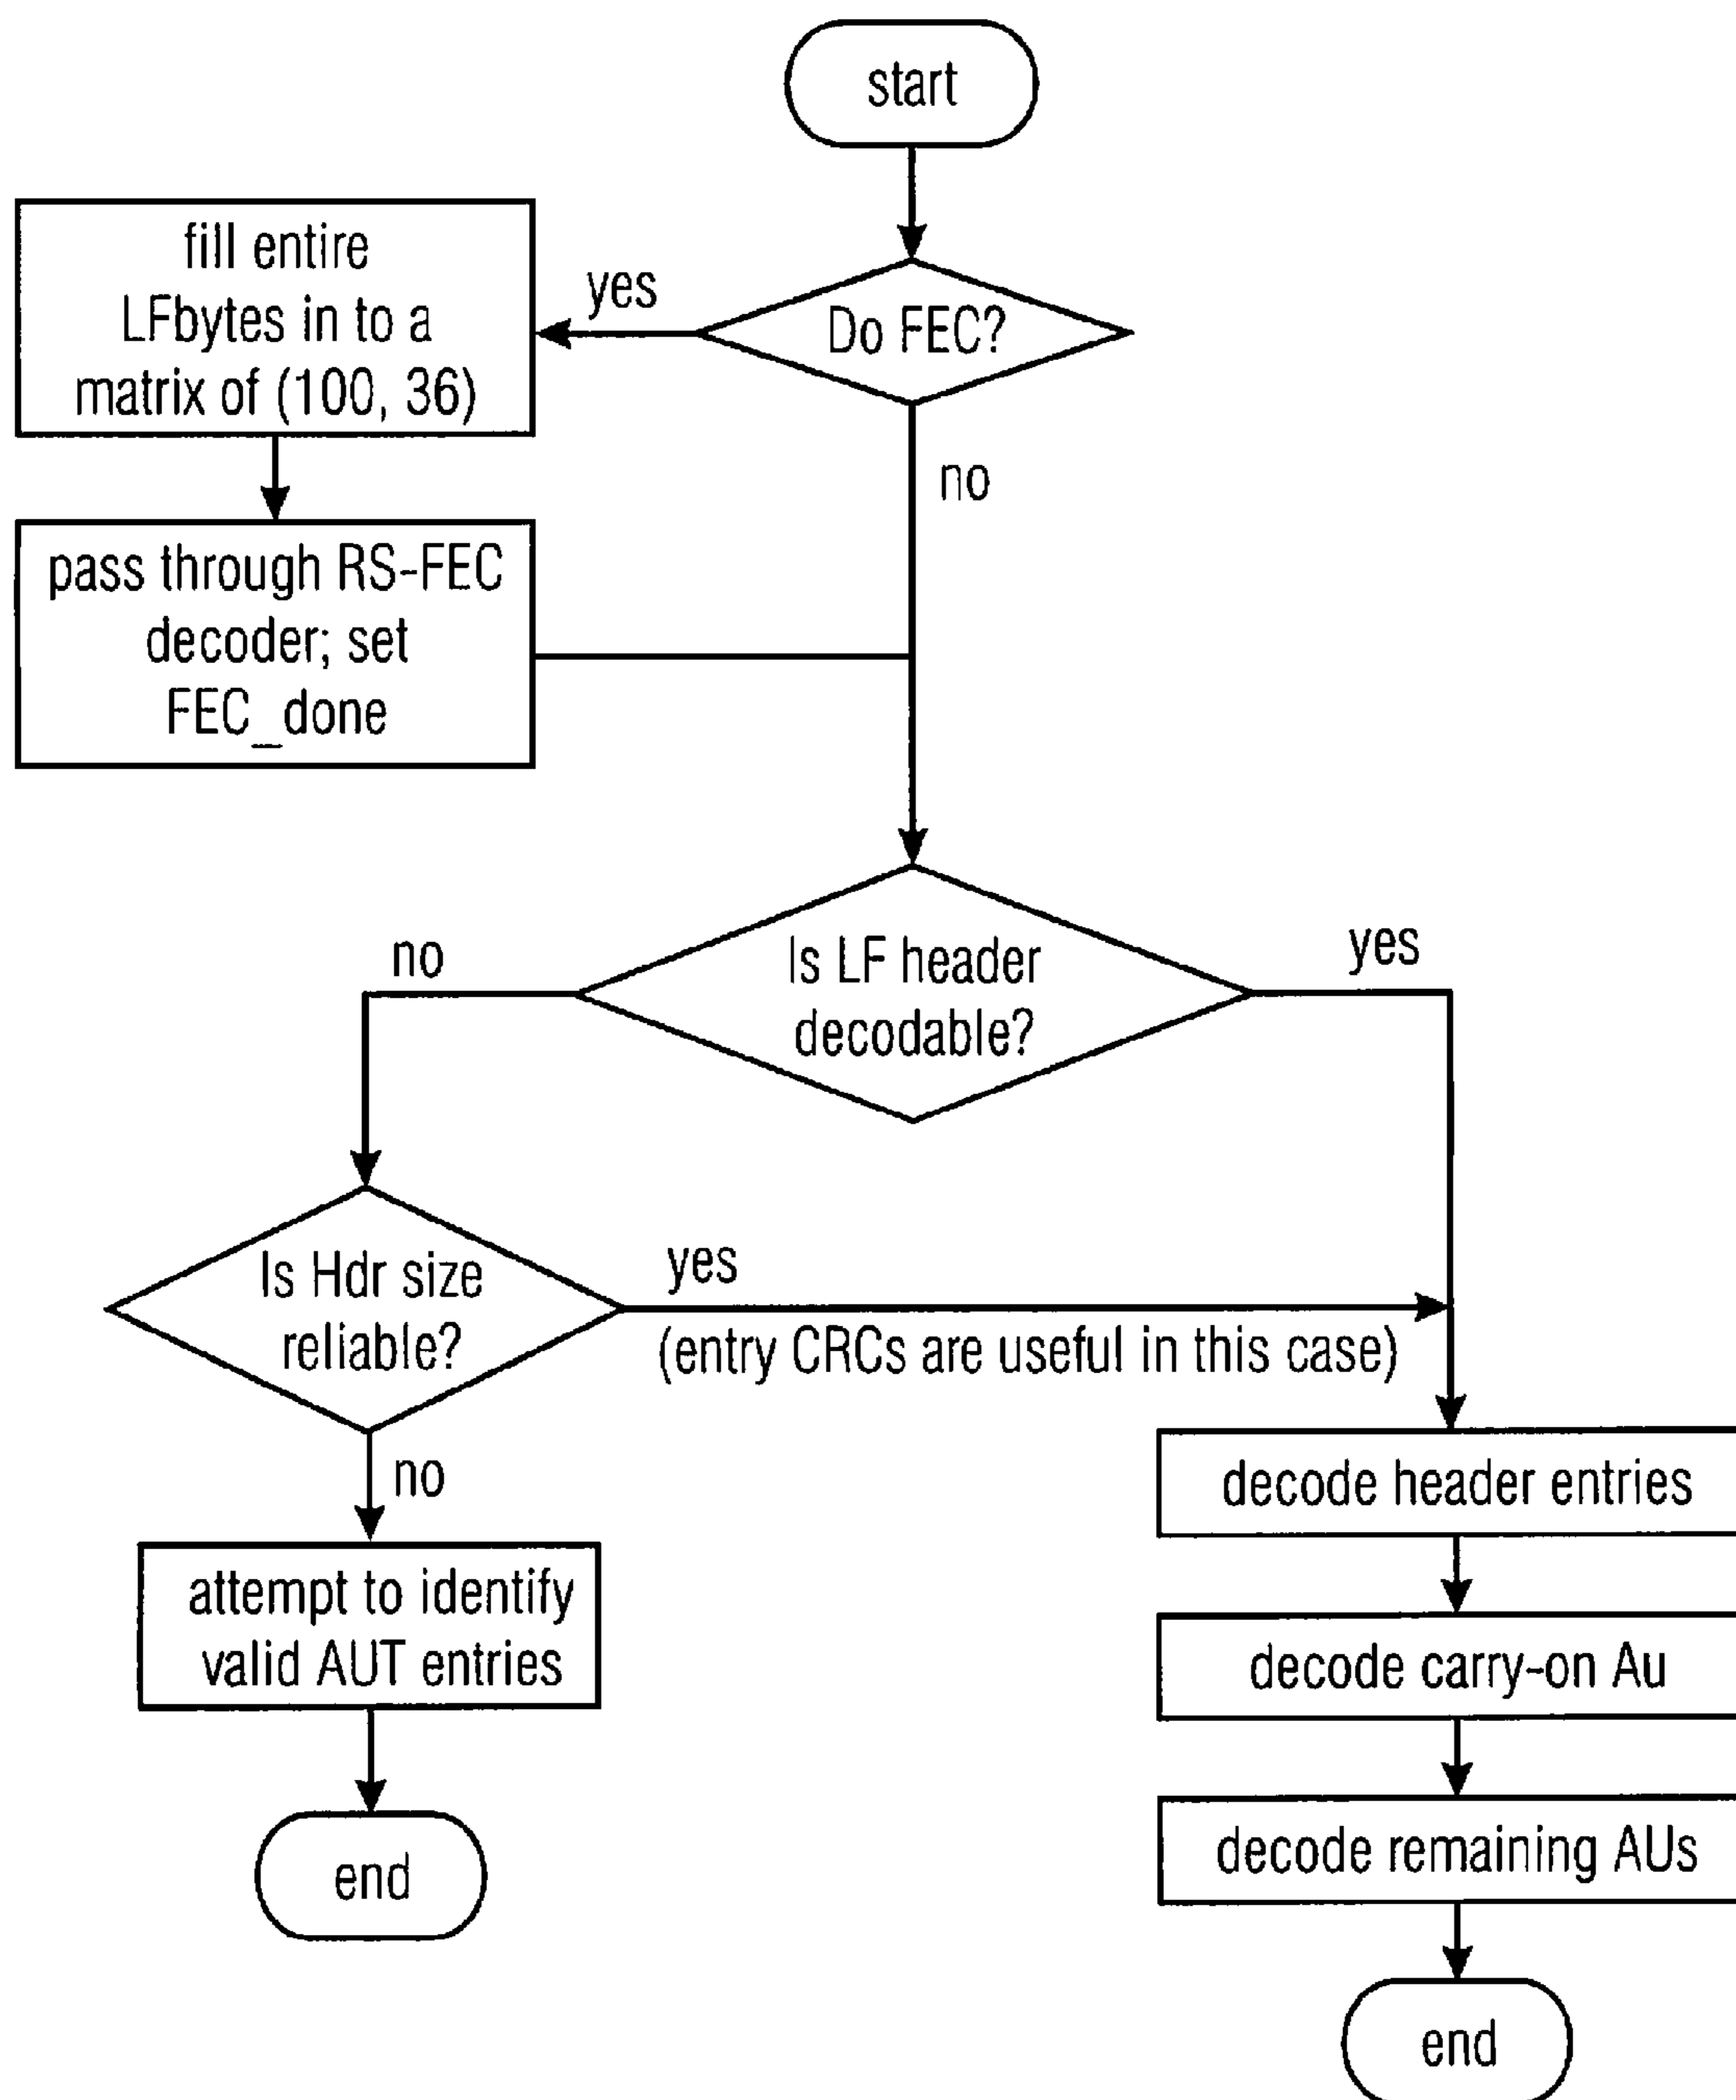 start
Do FEC?
yes
fill entire
LFbytes in to a
matrix of (100, 36)
pass through RS-FEC
decoder; set
FEC_done
no
Is LF header
decodable?
no
yes
Is Hdr size
reliable?
yes
(entry CRCs are useful in this case)
no
attempt to identify
valid AUT entries
end
decode header entries
decode carry-on Au
decode remaining AUs
end